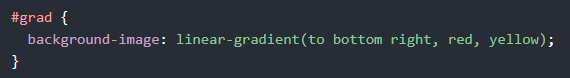 #grad {
  background-image: linear-gradient(to bottom right, red, yellow);
}